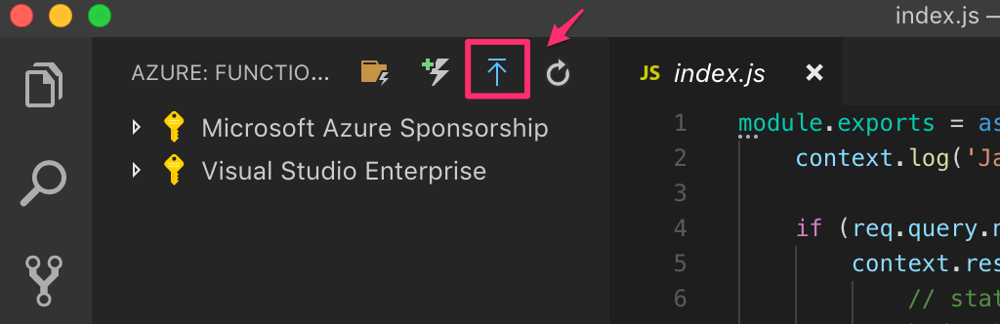 index.js —
AZURE: FUNCTIO...
Microsoft Azure Sponsorship
Visual Studio Enterprise
JS index.js
1 module.exports = as
2 context.log('Ja
3
4 if (req.query.n
5 context.res
6 // stat